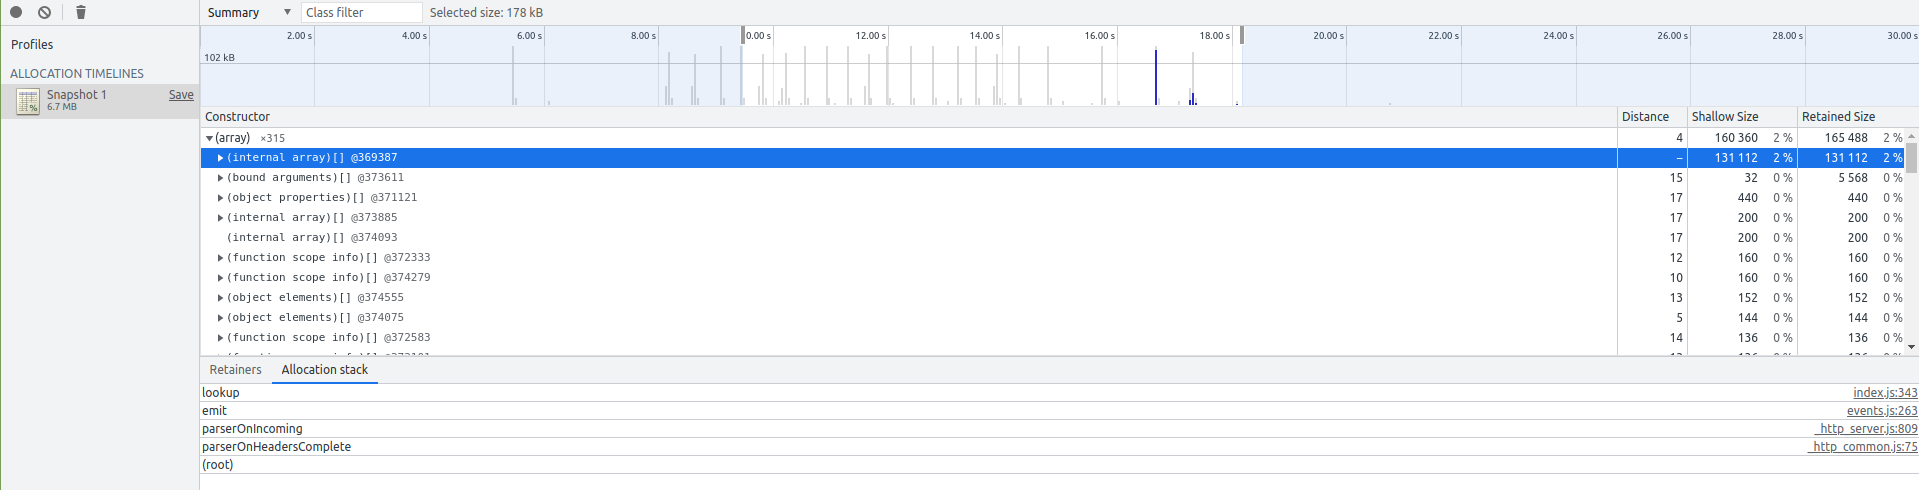 Summary ▼ Class filter Selected size: 178 kB
Profiles
ALLOCATION TIMELINES
Snapshot 1 Save
6.7 MB
2.00 s 4.00 s 6.00 s 8.00 s 0.00 s 12.00 s 14.00 s 16.00 s 18.00 s 20.00 s 22.00 s 24.00 s 26.00 s 28.00 s 30.00 s
102 kB
Constructor Distance Shallow Size Retained Size
▼(array) ×315 4 160 360 2 % 165 488 2 %
▶(internal array)[] @369387 – 131 112 2 % 131 112 2 %
▶(bound arguments)[] @373611 15 32 0 % 5 568 0 %
▶(object properties)[] @371121 17 440 0 % 440 0 %
▶(internal array)[] @373885 17 200 0 % 200 0 %
(internal array)[] @374093 17 200 0 % 200 0 %
▶(function scope info)[] @372333 12 160 0 % 160 0 %
▶(function scope info)[] @374279 10 160 0 % 160 0 %
▶(object elements)[] @374555 13 152 0 % 152 0 %
▶(object elements)[] @374075 5 144 0 % 144 0 %
▶(function scope info)[] @372583 14 136 0 % 136 0 %
Retainers Allocation stack
lookup index.js:343
emit events.js:263
parserOnIncoming _http_server.js:809
parserOnHeadersComplete _http_common.js:75
(root)